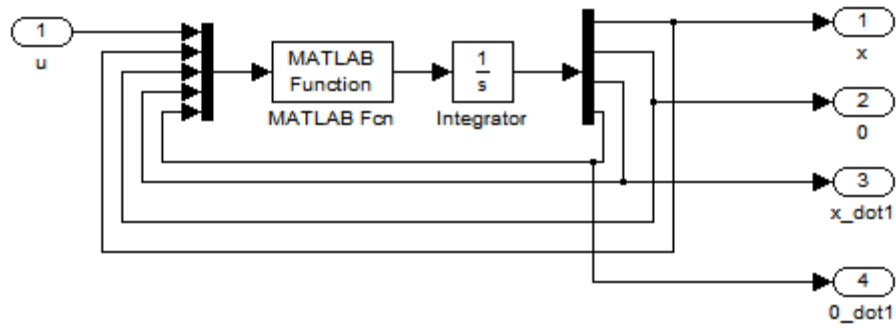 1
u
MATLAB
Function
MATLAB Fcn
1
s
Integrator
1
x
2
0
3
x_dot1
4
0_dot1